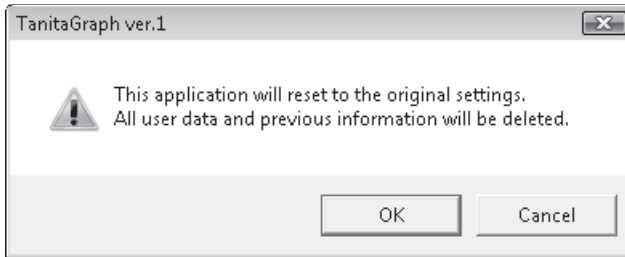 TanitaGraph ver.1
This application will reset to the original settings.
All user data and previous information will be deleted.
OK
Cancel